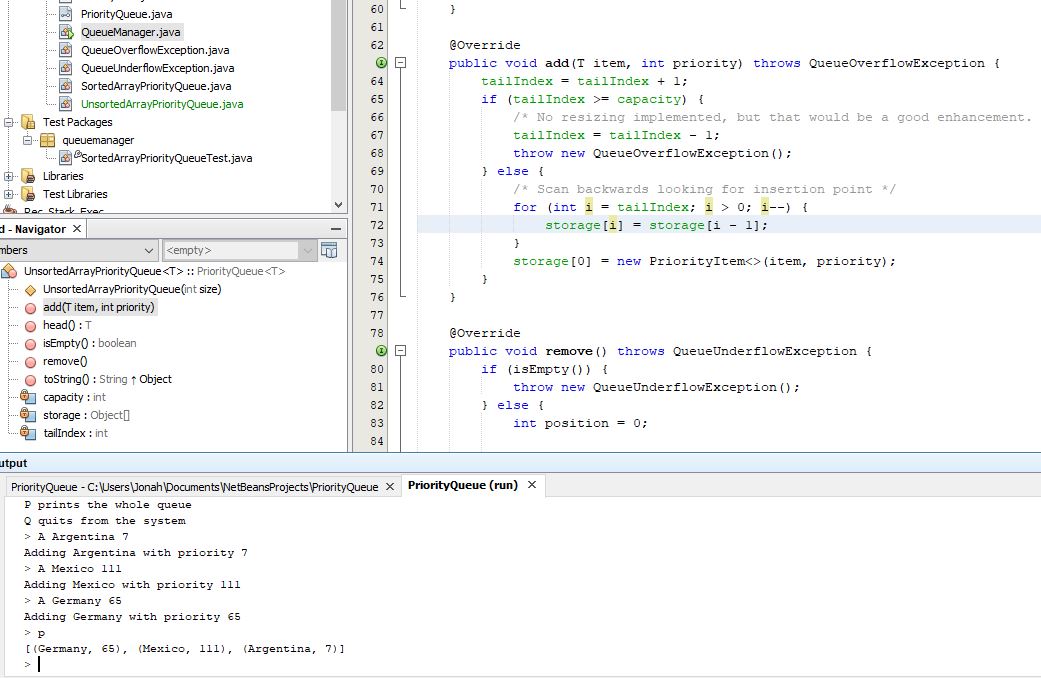 PriorityQueue.java
QueueManager.java
QueueOverflowException.java
QueueUnderflowException.java
SortedArrayPriorityQueue.java
UnsortedArrayPriorityQueue.java
Test Packages
queuemanager
SortedArrayPriorityQueueTest.java
Libraries
Test Libraries
d - Navigator
mbers
<empty>
UnsortedArrayPriorityQueue<T> :: PriorityQueue<T>
UnsortedArrayPriorityQueue(int size)
add(T item, int priority)
head() : T
isEmpty() : boolean
remove()
toString() : String ↑ Object
capacity : int
storage : Object[]
tailIndex : int
60 }
61
62 @Override
public void add(T item, int priority) throws QueueOverflowException {
64 tailIndex = tailIndex + 1;
65 if (tailIndex >= capacity) {
66 /* No resizing implemented, but that would be a good enhancement.
67 tailIndex = tailIndex - 1;
68 throw new QueueOverflowException();
69 } else {
70 /* Scan backwards looking for insertion point */
71 for (int i = tailIndex; i > 0; i--) {
72 storage[i] = storage[i - 1];
73 }
74 storage[0] = new PriorityItem<>(item, priority);
75 }
76 }
77
78 @Override
public void remove() throws QueueUnderflowException {
80 if (isEmpty()) {
81 throw new QueueUnderflowException();
82 } else {
83 int position = 0;
84
utput
PriorityQueue - C:\Users\Jonah\Documents\NetBeansProjects\PriorityQueue
PriorityQueue (run)
P prints the whole queue
Q quits from the system
> A Argentina 7
Adding Argentina with priority 7
> A Mexico 111
Adding Mexico with priority 111
> A Germany 65
Adding Germany with priority 65
> p
[(Germany, 65), (Mexico, 111), (Argentina, 7)]
>